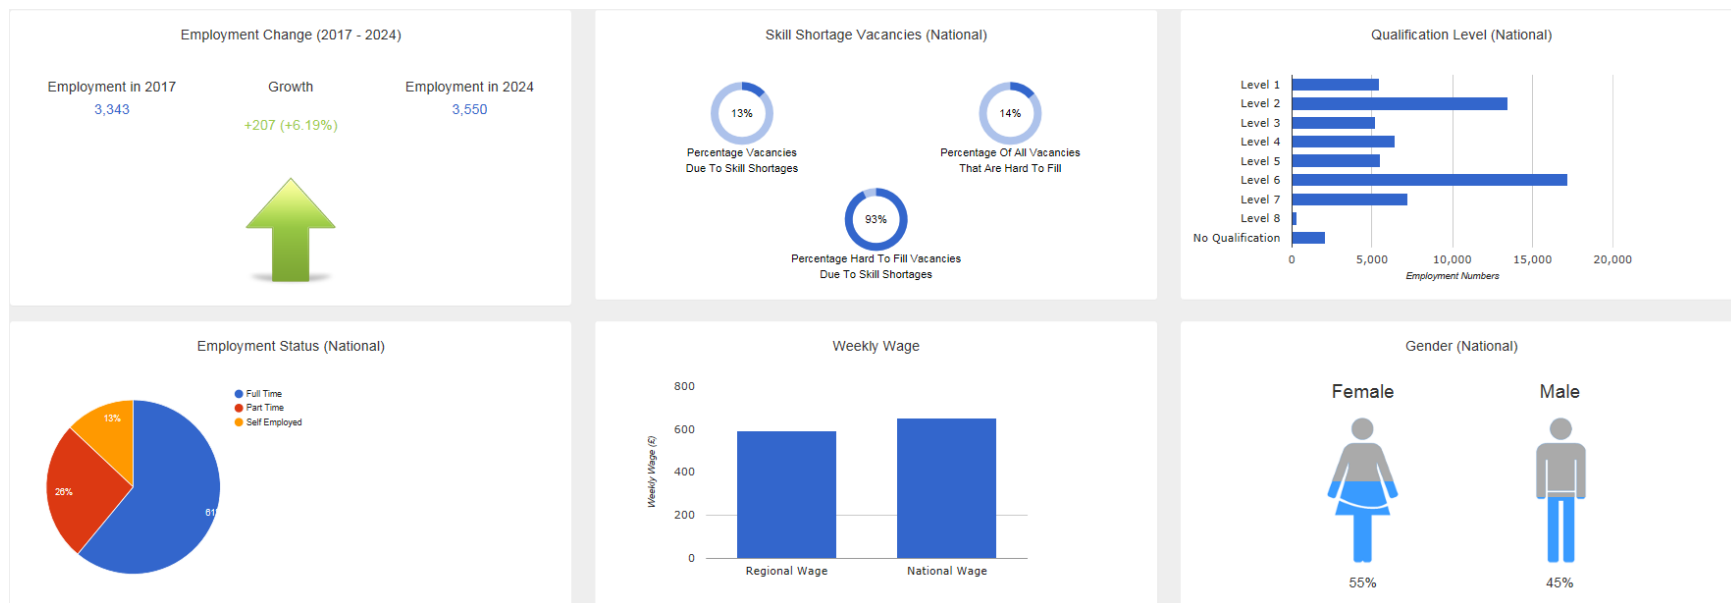 Employment Change (2017 - 2024)
Employment in 2017
3,343
Growth
+207 (+6.19%)
Employment in 2024
3,550
Skill Shortage Vacancies (National)
13%
Percentage Vacancies
Due To Skill Shortages
14%
Percentage Of All Vacancies
That Are Hard To Fill
93%
Percentage Hard To Fill Vacancies
Due To Skill Shortages
Qualification Level (National)
Level 1
Level 2
Level 3
Level 4
Level 5
Level 6
Level 7
Level 8
No Qualification
0 5,000 10,000 15,000 20,000
Employment Numbers
Employment Status (National)
Full Time
Part Time
Self Employed
13%
26%
61%
Weekly Wage
Weekly Wage (£)
800
600
400
200
0
Regional Wage National Wage
Gender (National)
Female Male
55% 45%